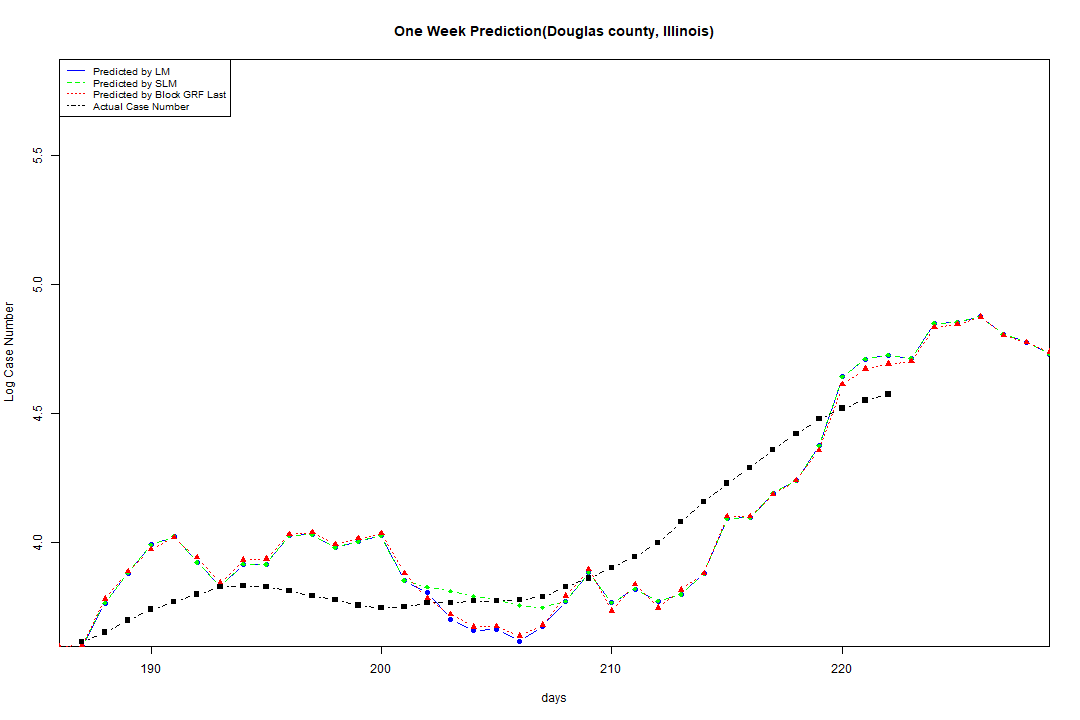 One Week Prediction(Douglas county, Illinois)
Predicted by LM
Predicted by SLM
Predicted by Block GRF Last
Actual Case Number
5.5
5.0
4.5
4.0
Log Case Number
190 200 210 220
days